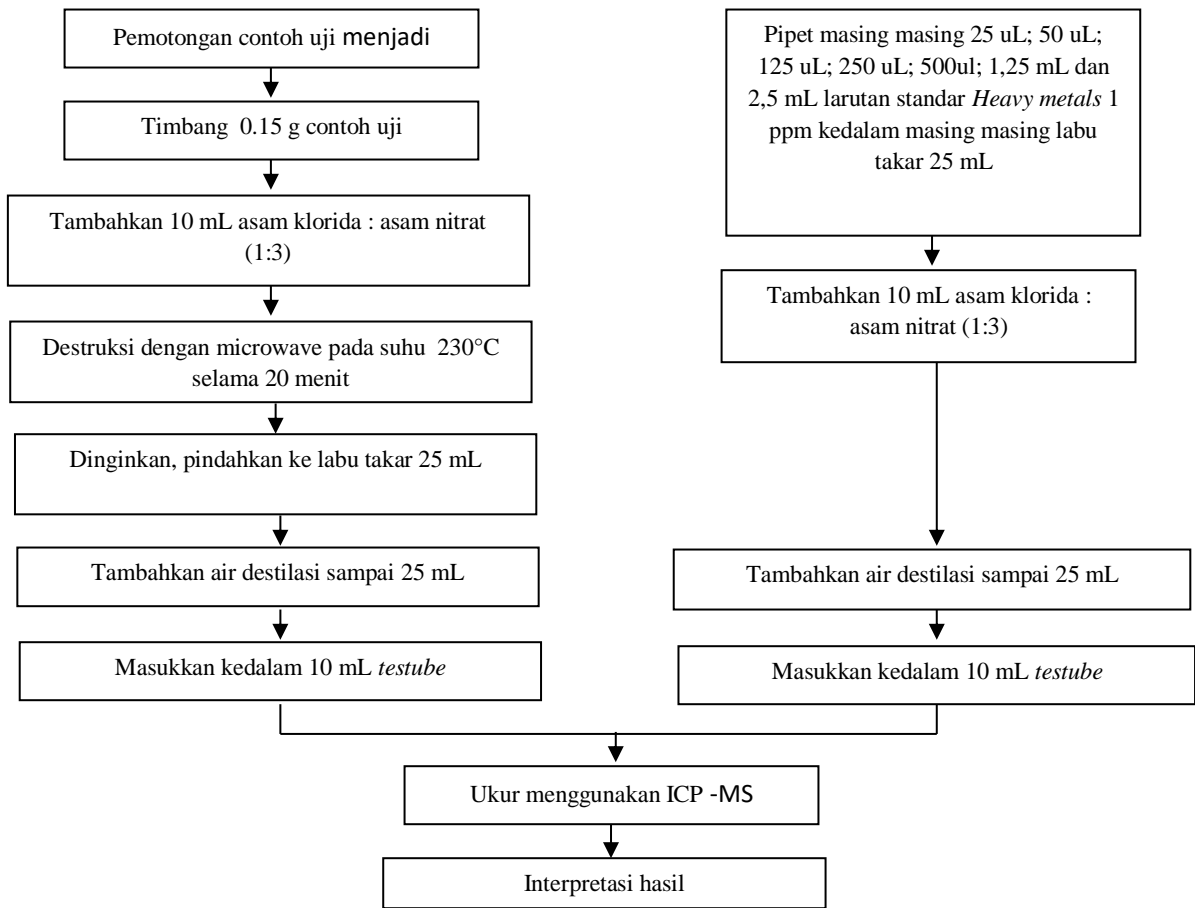 Pemotongan contoh uji menjadi
Timbang 0.15 g contoh uji
Tambahkan 10 mL asam klorida : asam nitrat
(1:3)
Destruksi dengan microwave pada suhu 230°C
selama 20 menit
Dinginkan, pindahkan ke labu takar 25 mL
Tambahkan air destilasi sampai 25 mL
Masukkan kedalam 10 mL testube
Pipet masing masing 25 uL; 50 uL;
125 uL; 250 uL; 500ul; 1,25 mL dan
2,5 mL larutan standar Heavy metals 1
ppm kedalam masing masing labu
takar 25 mL
Tambahkan 10 mL asam klorida :
asam nitrat (1:3)
Tambahkan air destilasi sampai 25 mL
Masukkan kedalam 10 mL testube
Ukur menggunakan ICP -MS
Interpretasi hasil